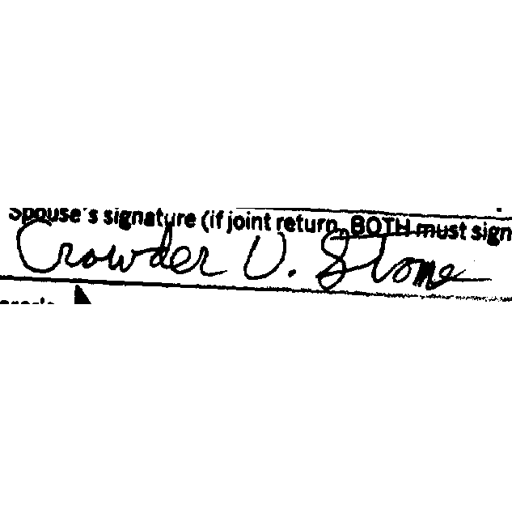 Spouse's signature (if joint return, BOTH must sign
Crowder V. Stone